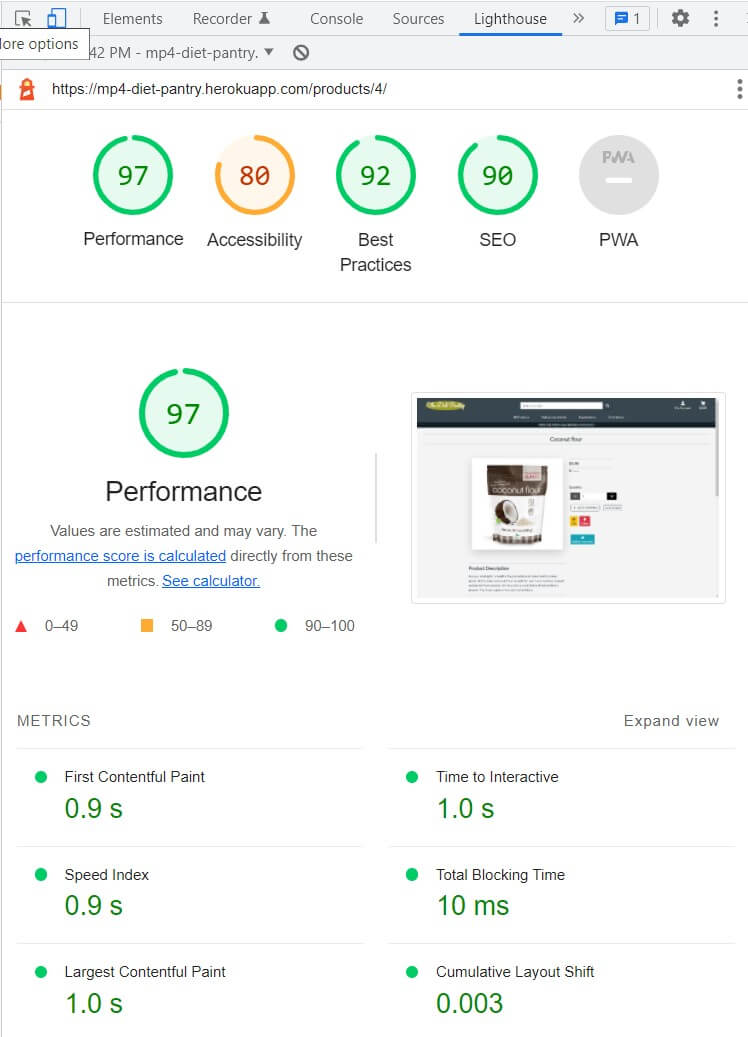 Elements Recorder Console Sources Lighthouse » 1
ore options
42 PM - mp4-diet-pantry.
https://mp4-diet-pantry.herokuapp.com/products/4/
97 80 92 90 PWA
Performance Accessibility Best Practices SEO PWA
97
Performance
Values are estimated and may vary. The
performance score is calculated directly from these
metrics. See calculator.
0–49 50–89 90–100
Coconut flour
coconut flour
Product Description
METRICS Expand view
First Contentful Paint
0.9 s
Time to Interactive
1.0 s
Speed Index
0.9 s
Total Blocking Time
10 ms
Largest Contentful Paint
1.0 s
Cumulative Layout Shift
0.003